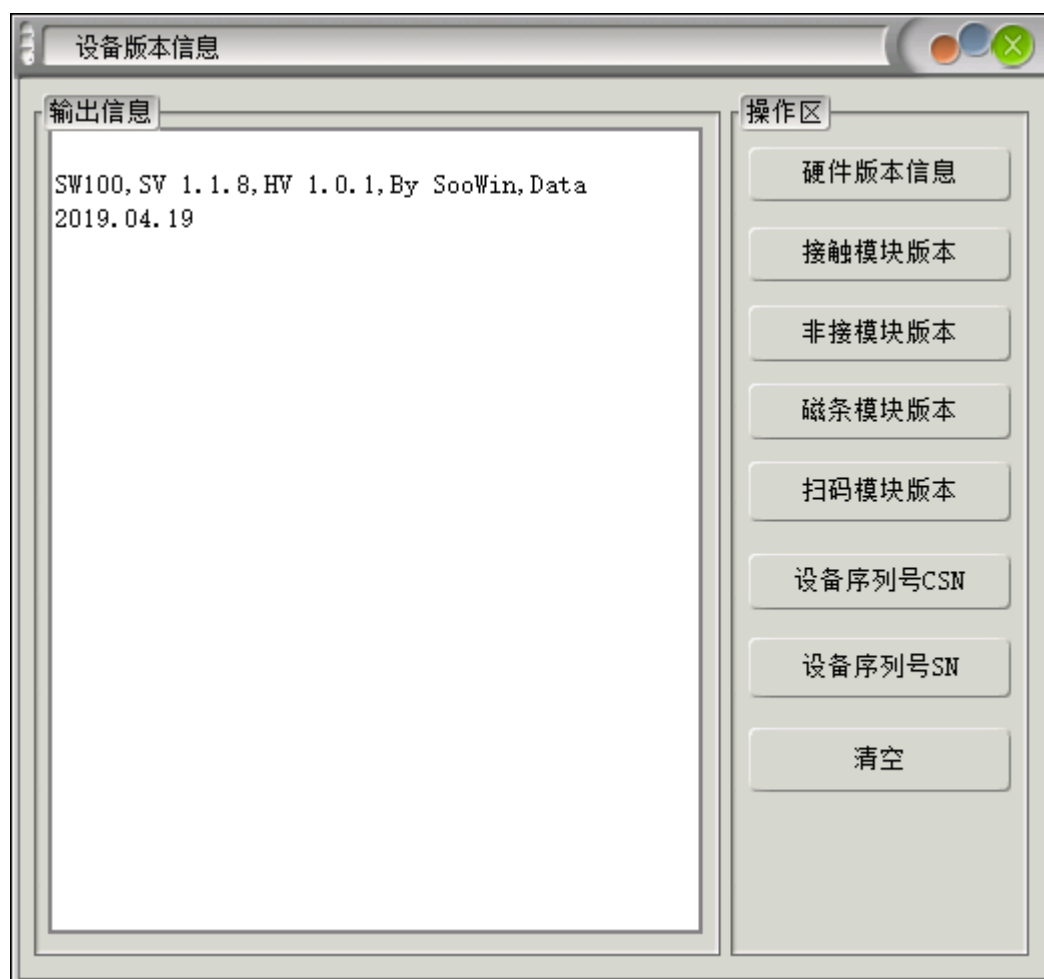 设备版本信息
输出信息
SW100,SV 1.1.8,HV 1.0.1,By SooWin,Data
2019.04.19
操作区
硬件版本信息
接触模块版本
非接模块版本
磁条模块版本
扫码模块版本
设备序列号CSN
设备序列号SN
清空